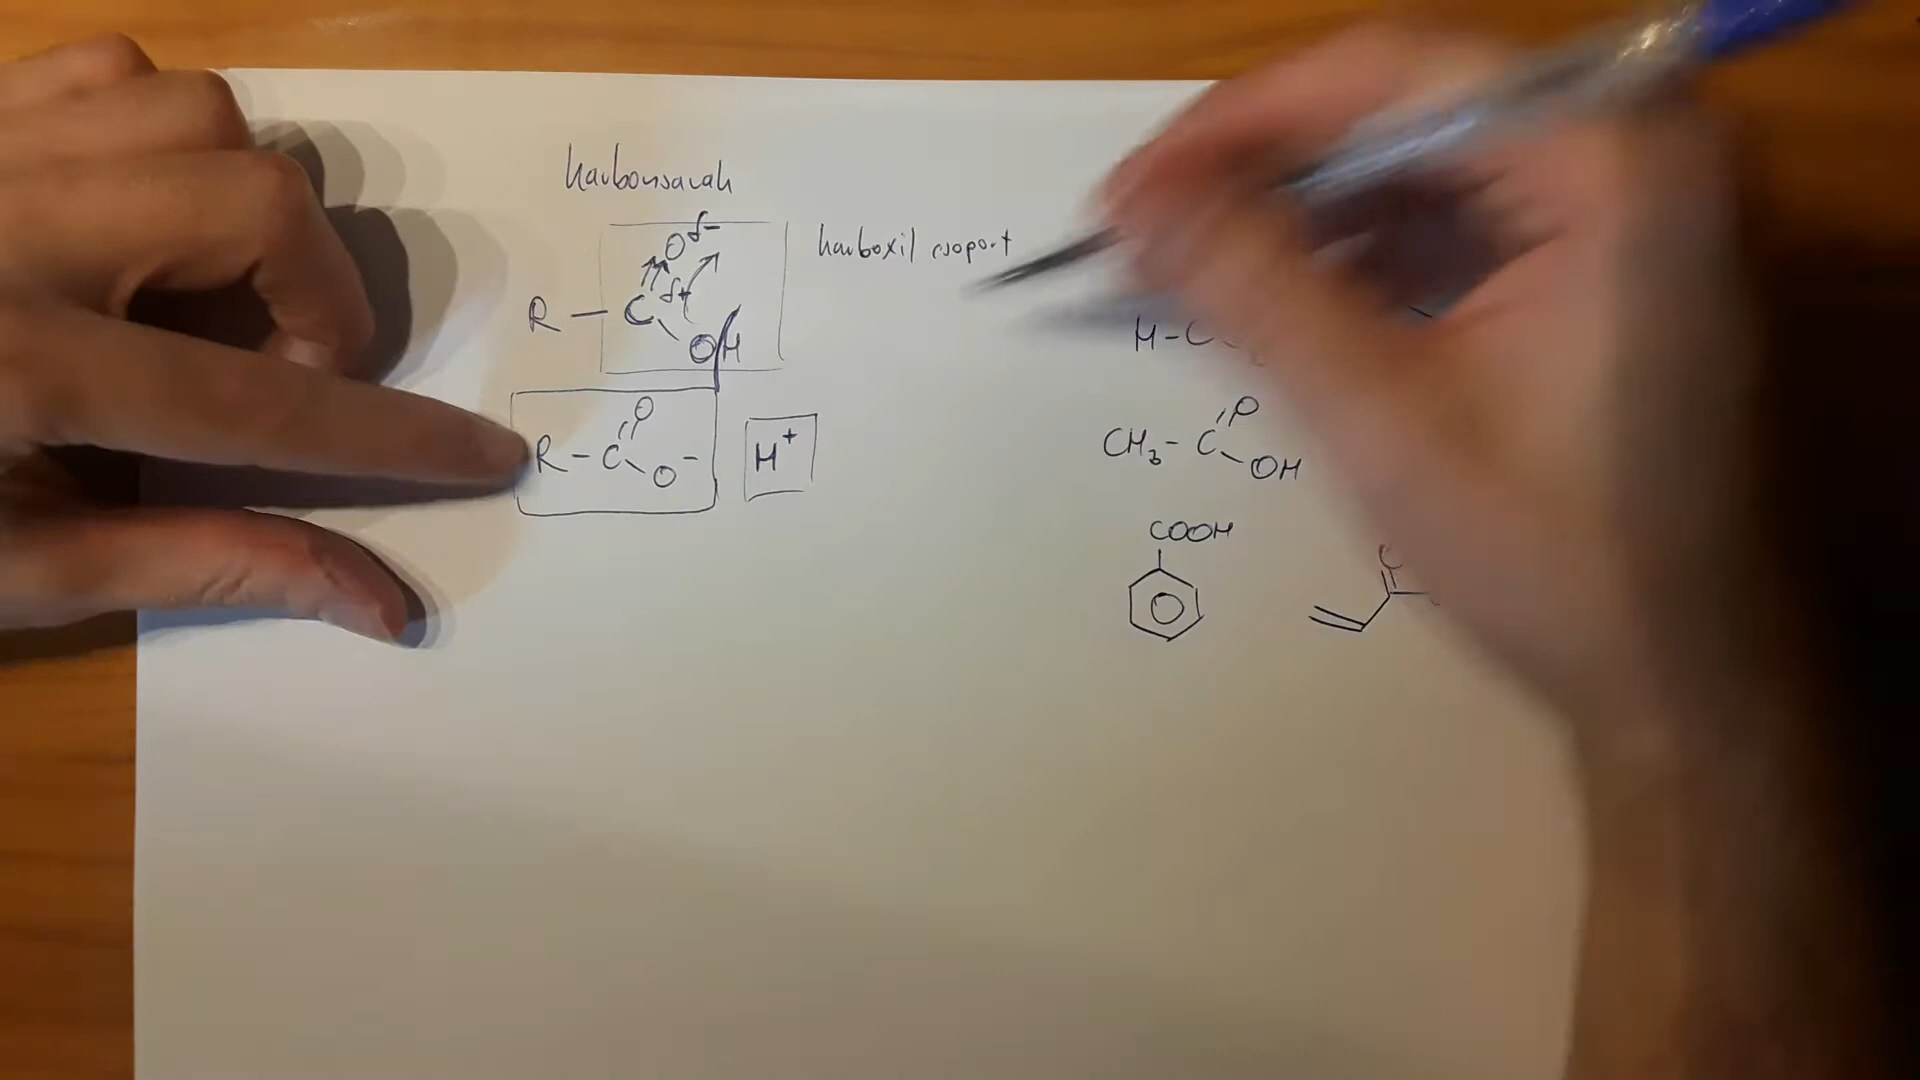 karbonsavak
O δ-
karboxil csoport
R — C δ+
OH
H - C
R - C O O -
H+
CH3 - C O OH
COOH